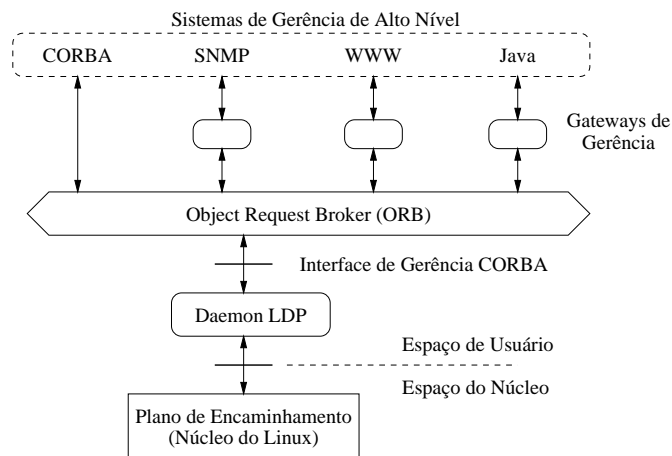 Sistemas de Gerência de Alto Nível
CORBA SNMP WWW Java
Gateways de
Gerência
Object Request Broker (ORB)
Interface de Gerência CORBA
Daemon LDP
Espaço de Usuário
Espaço do Núcleo
Plano de Encaminhamento
(Núcleo do Linux)